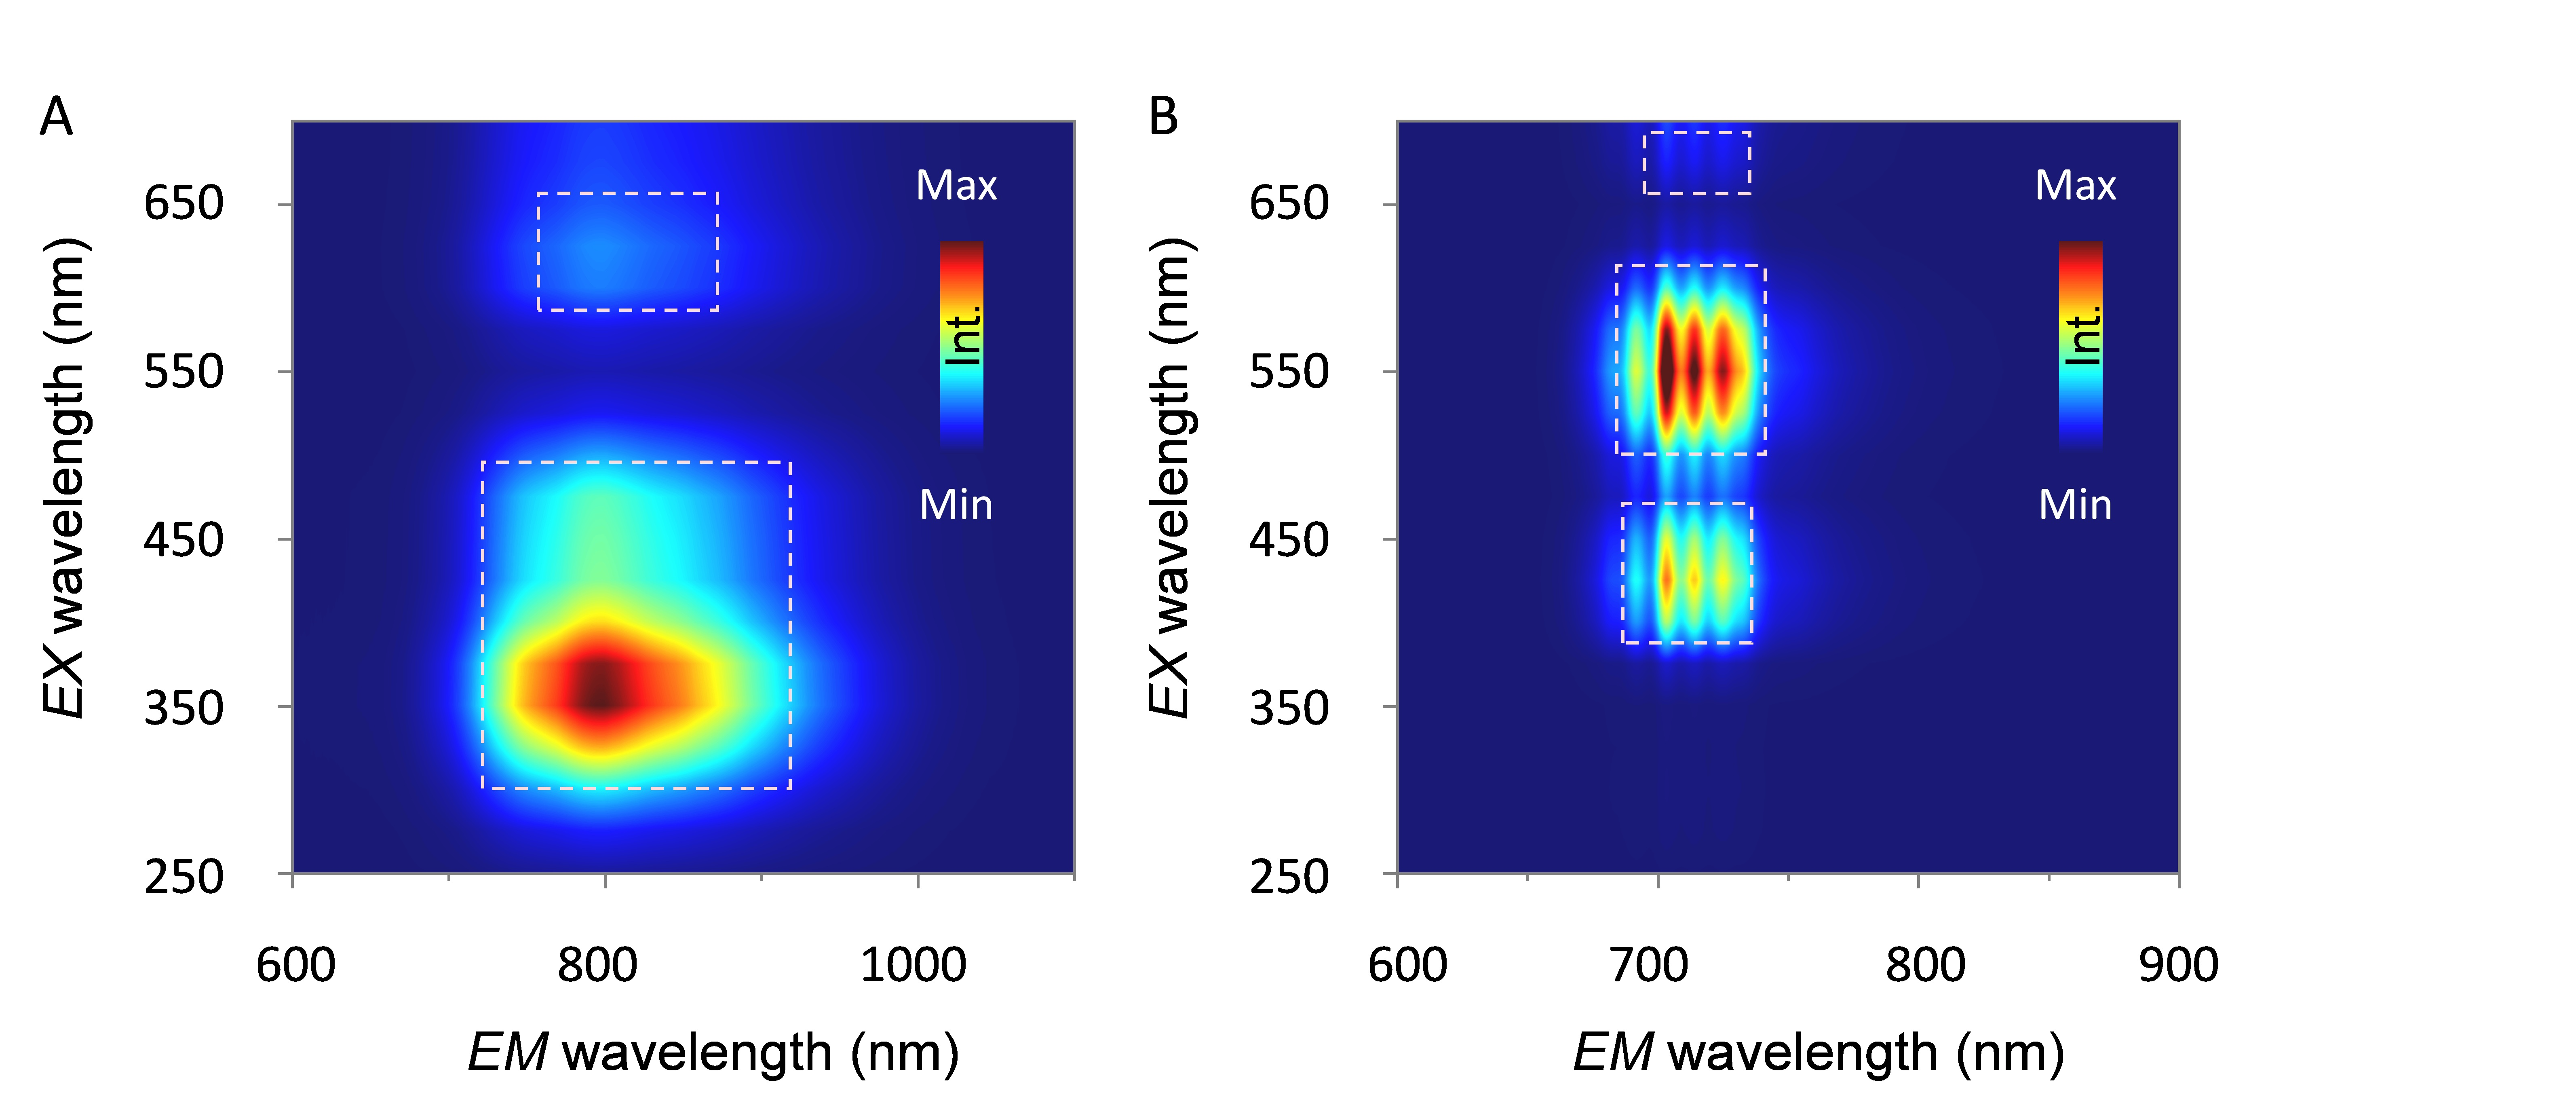 A
EX wavelength (nm)
650
550
450
350
250
Max
Int.
Min
600 800 1000
EM wavelength (nm)
B
EX wavelength (nm)
650
550
450
350
250
Max
Int.
Min
600 700 800 900
EM wavelength (nm)